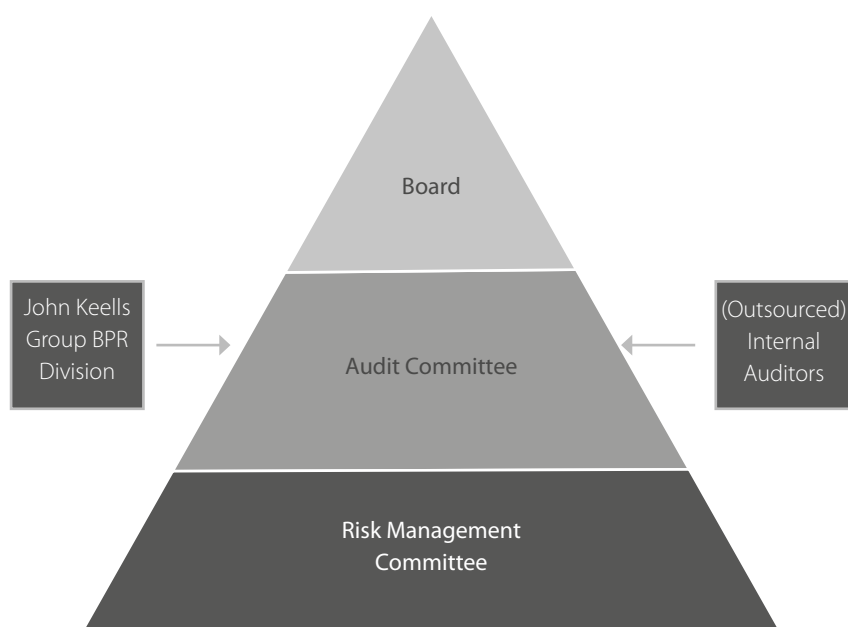 Board
John Keells
Group BPR
Division
Audit Committee
(Outsourced)
Internal
Auditors
Risk Management
Committee